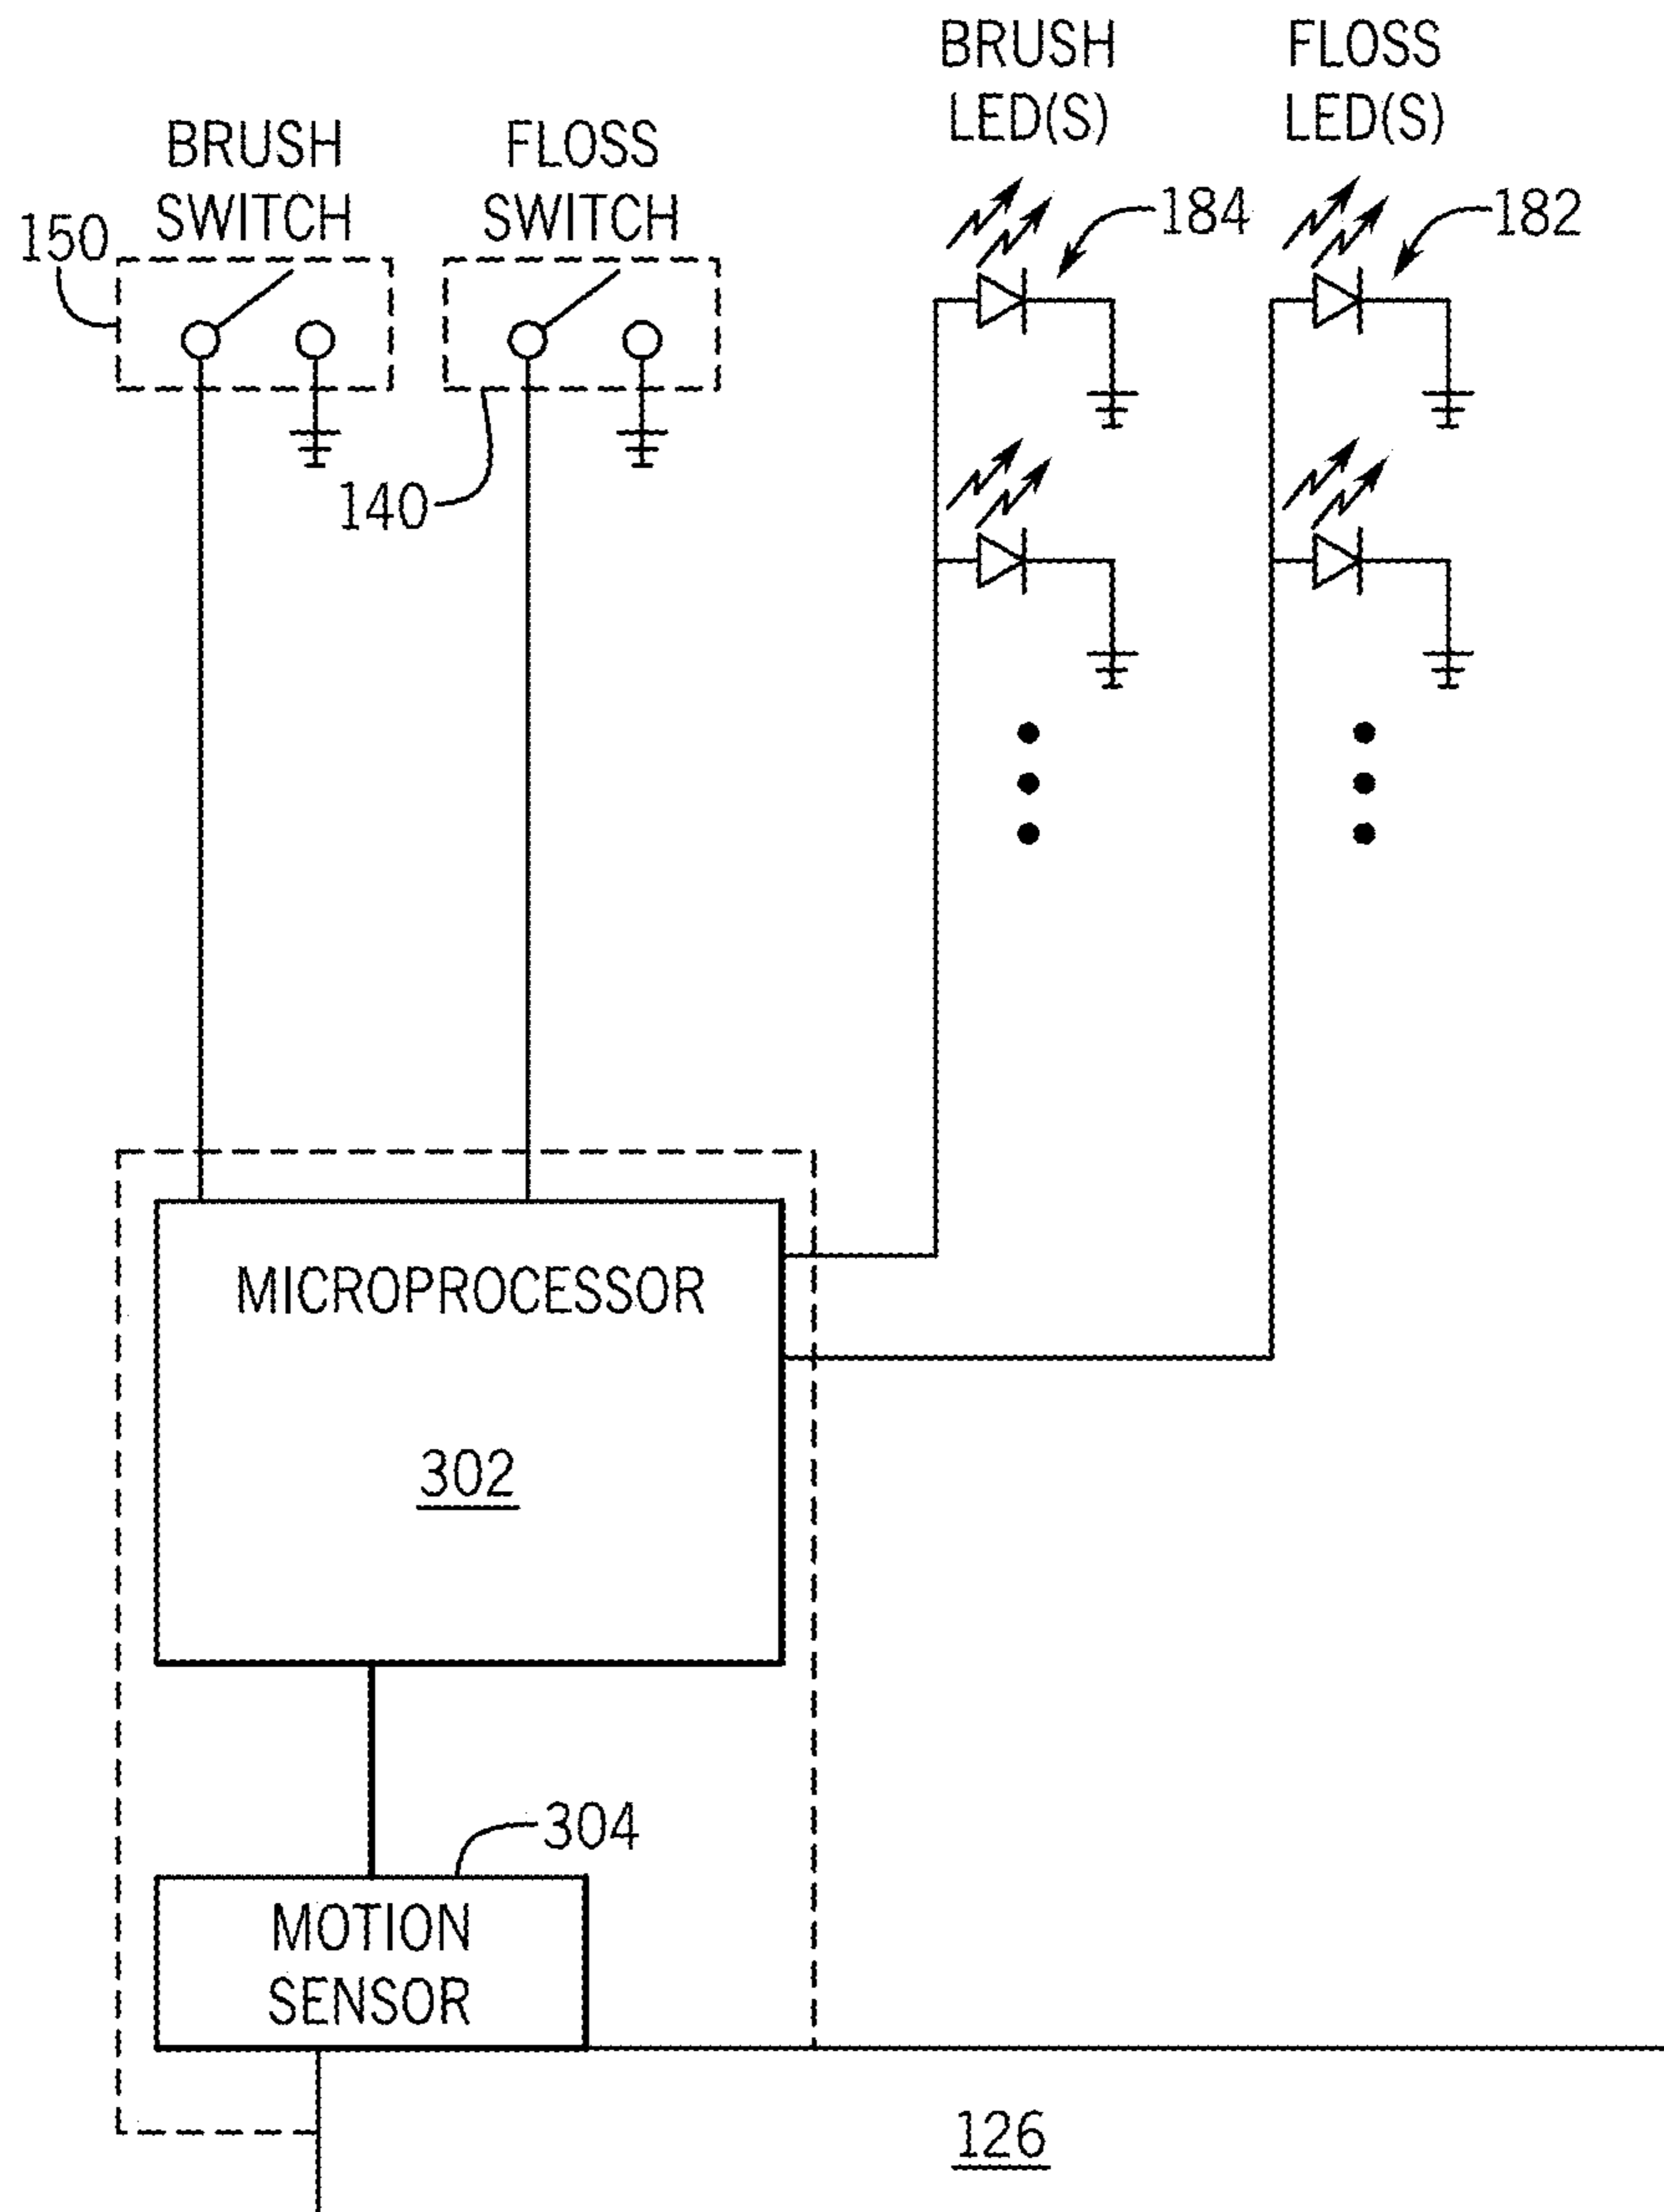 BRUSH
LED(S)
FLOSS
LED(S)
BRUSH
SWITCH
FLOSS
SWITCH
150
184
182
140
MICROPROCESSOR
302
304
MOTION
SENSOR
126